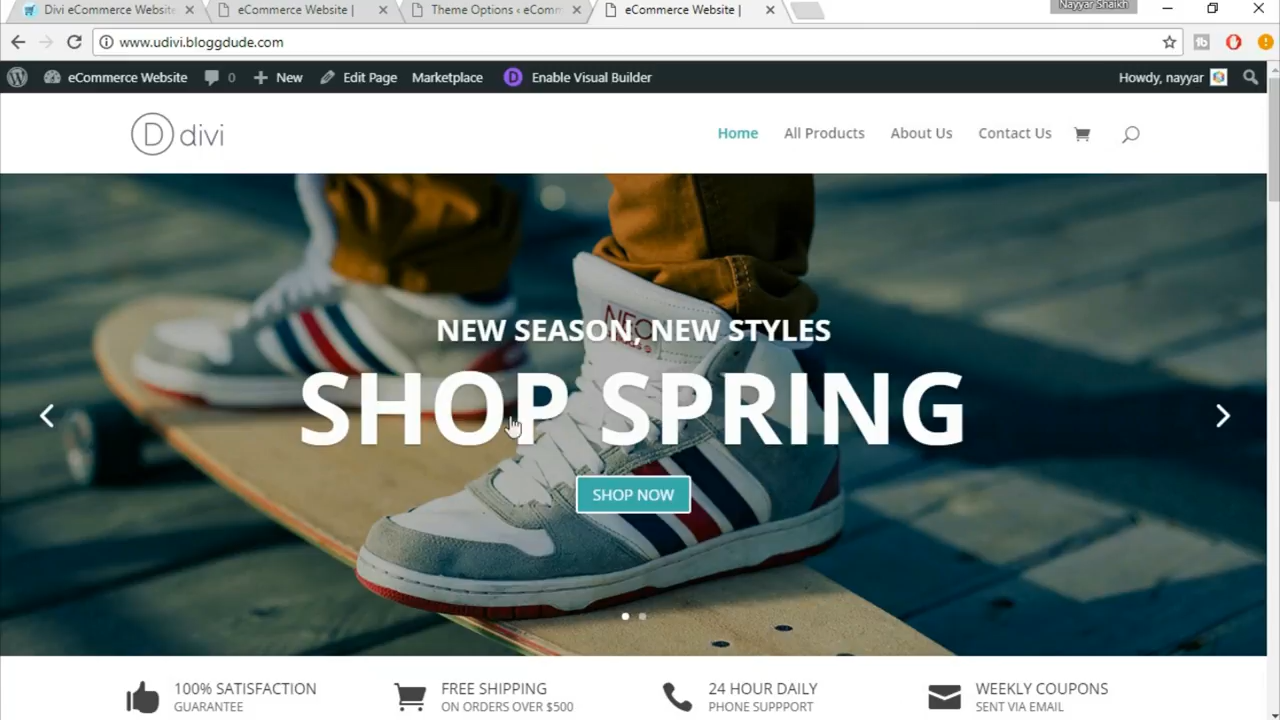 Nayyar Shaikh
Divi eCommerce Website
eCommerce Website |
Theme Options ‹ eComm
eCommerce Website |
www.udivi.bloggdude.com
eCommerce Website
0
New
Edit Page
Marketplace
D
Enable Visual Builder
Howdy, nayyar
D divi
Home
All Products
About Us
Contact Us
NEO
NEW SEASON, NEW STYLES
SHOP SPRING
SHOP NOW
100% SATISFACTION
GUARANTEE
FREE SHIPPING
ON ORDERS OVER $500
24 HOUR DAILY
PHONE SUPPPORT
WEEKLY COUPONS
SENT VIA EMAIL